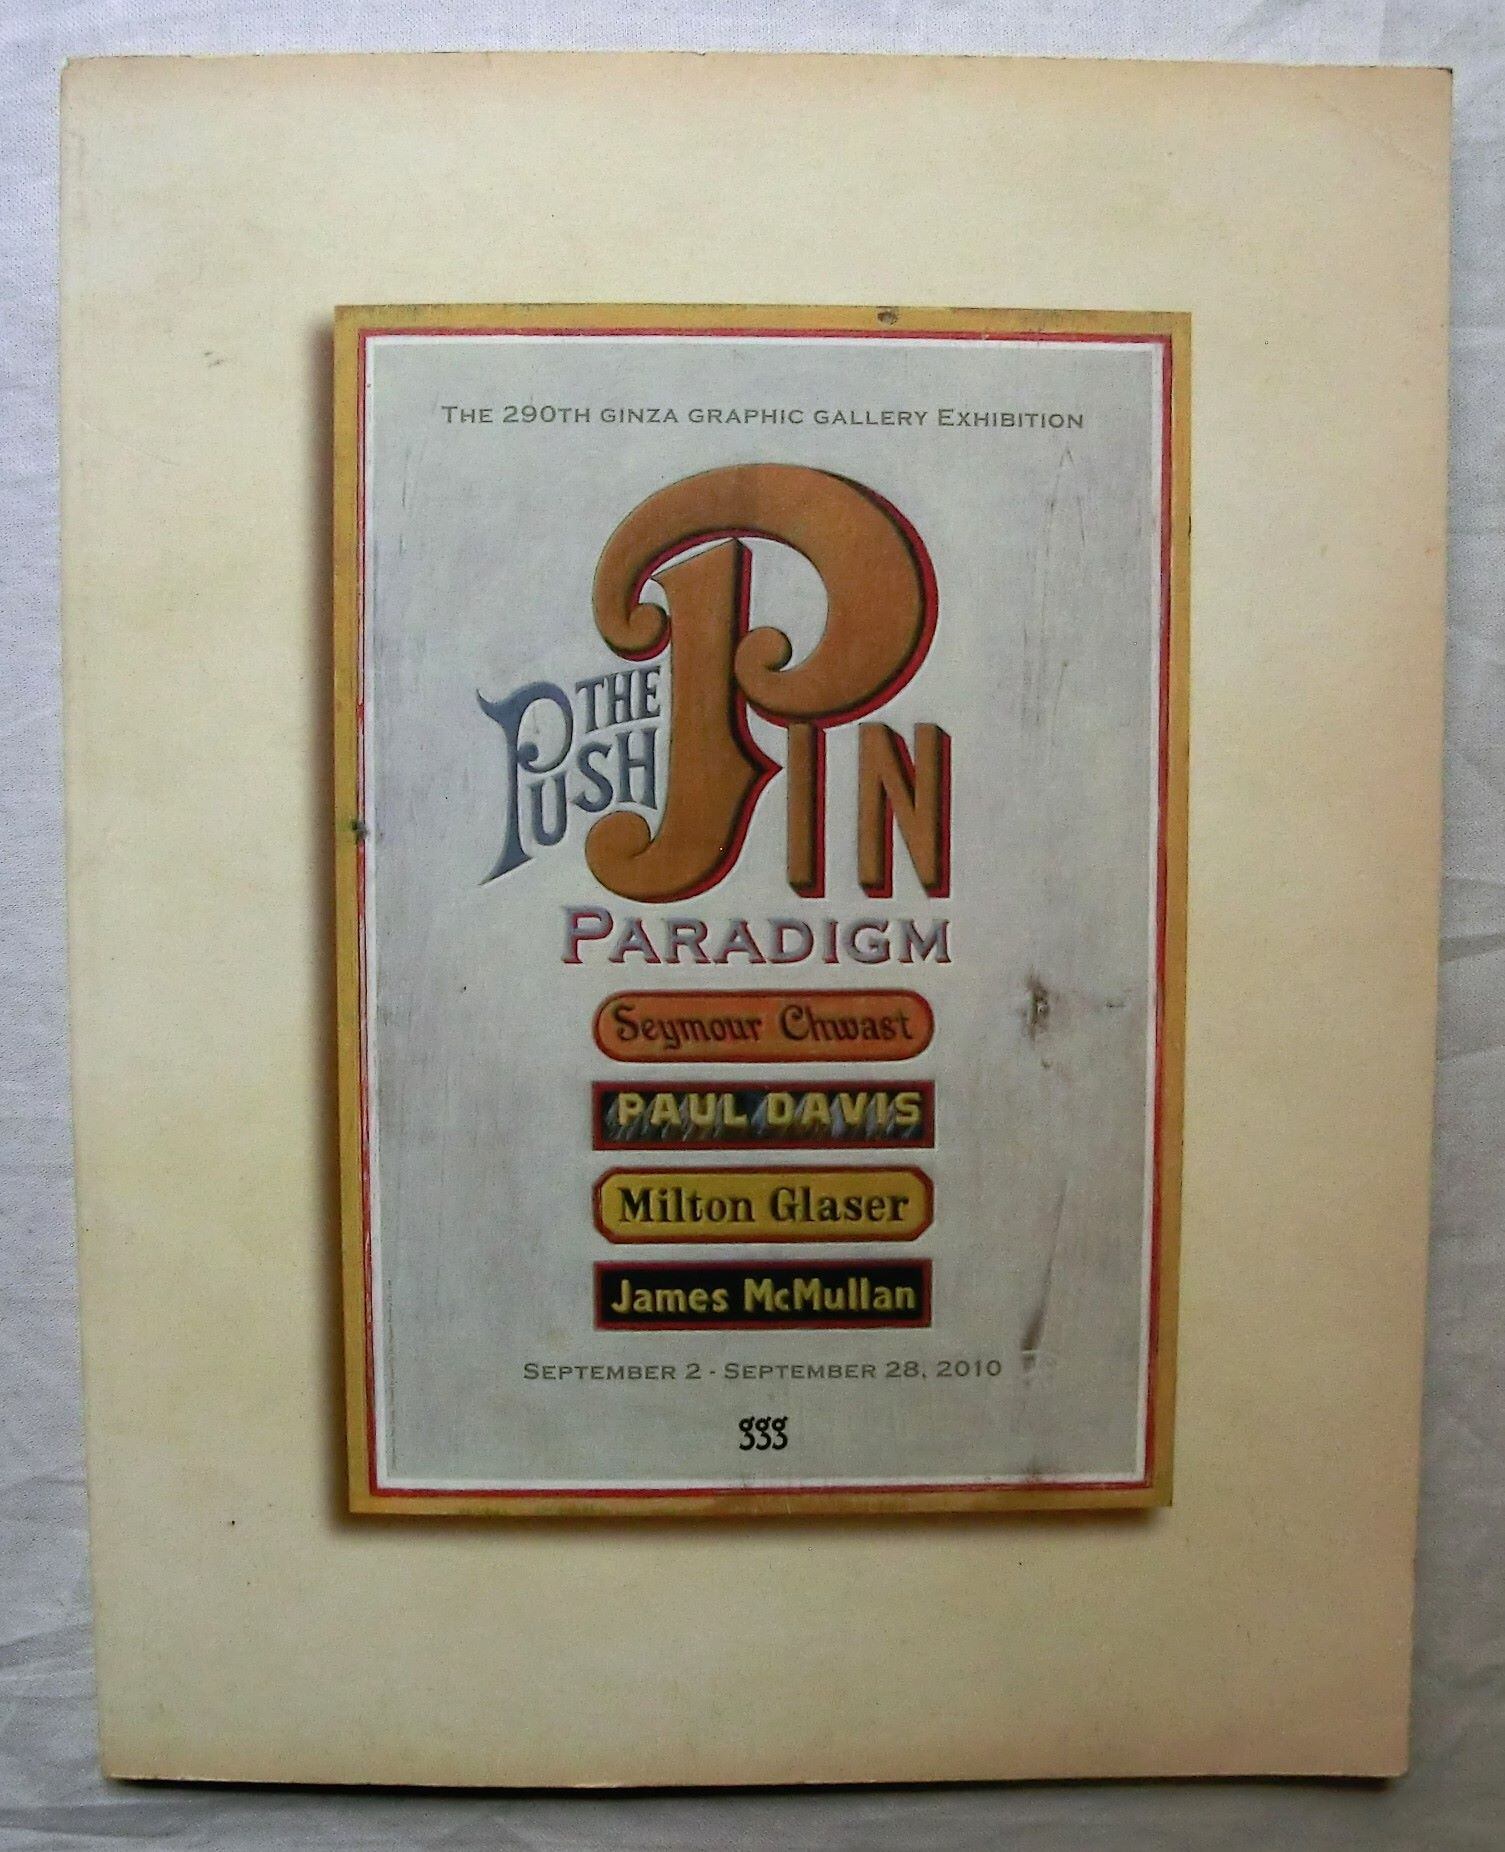 The 290th ginza graphic gallery Exhibition
THE
PUSH
PIN
PARADIGM
Seymour Chwast
PAUL DAVIS
Milton Glaser
James McMullan
September 2 - September 28, 2010
ggg